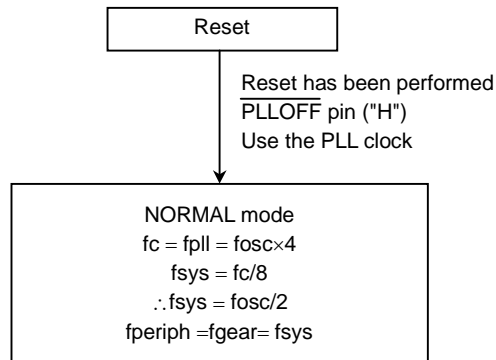 Reset
Reset has been performed
PLLOFF pin ("H")
Use the PLL clock
NORMAL mode
fc = fpll = fosc×4
fsys = fc/8
∴fsys = fosc/2
fperiph =fgear= fsys